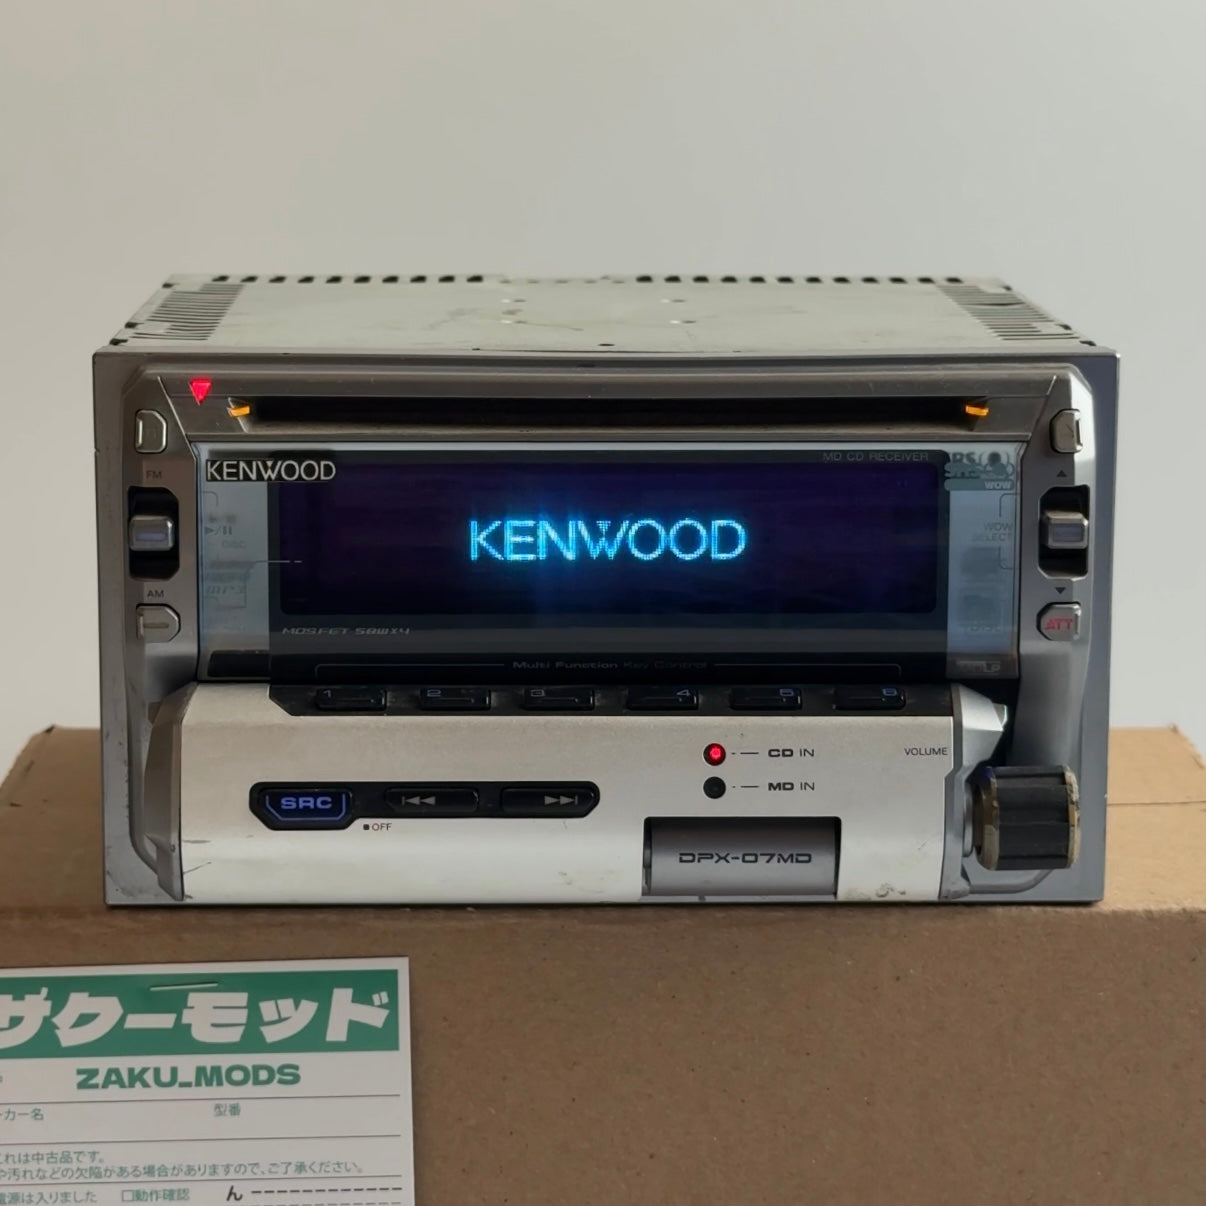 KENWOOD
MD CD RECEIVER
WOW
FM
KENWOOD
▶/II
DISC
WOW
SELECT
MP3
AM
ATT
MOSFET 50WX4
Multi Function Key Control
1 2 3 4 5 6
CD IN
MD IN
VOLUME
SRC
OFF
DPX-07MD
ザクーモッド
ZAKU_MODS
カー名 型番
これは中古品です。
や汚れなどの欠陥がある場合がありますので、ご了承ください。
電源は入りました □動作確認 ん